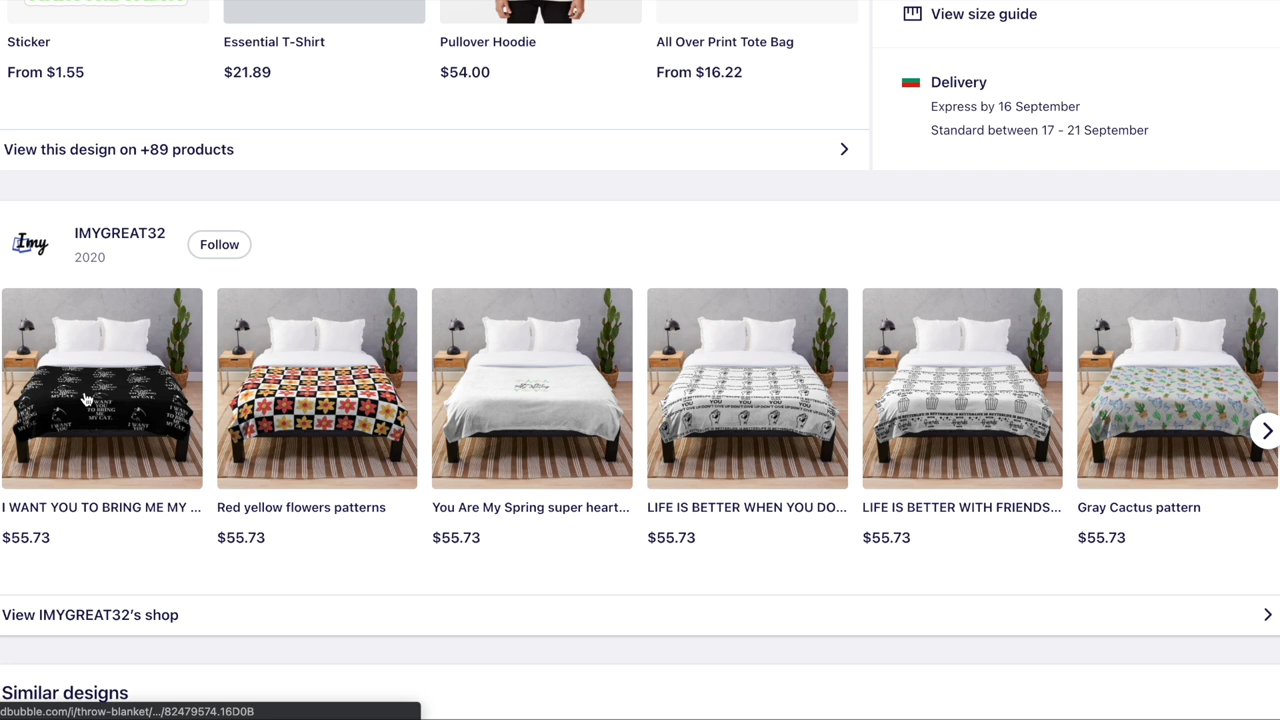 View size guide
Sticker
Essential T-Shirt
Pullover Hoodie
All Over Print Tote Bag
From $1.55
$21.89
$54.00
From $16.22
Delivery
Express by 16 September
Standard between 17 - 21 September
View this design on +89 products
Imy
IMYGREAT32
2020
Follow
I WANT YOU TO BRING ME MY ...
Red yellow flowers patterns
You Are My Spring super heart...
LIFE IS BETTER WHEN YOU DO...
LIFE IS BETTER WITH FRIENDS...
Gray Cactus pattern
$55.73
$55.73
$55.73
$55.73
$55.73
$55.73
View IMYGREAT32's shop
Similar designs
dbubble.com/i/throw-blanket/.../82479574.16D0B